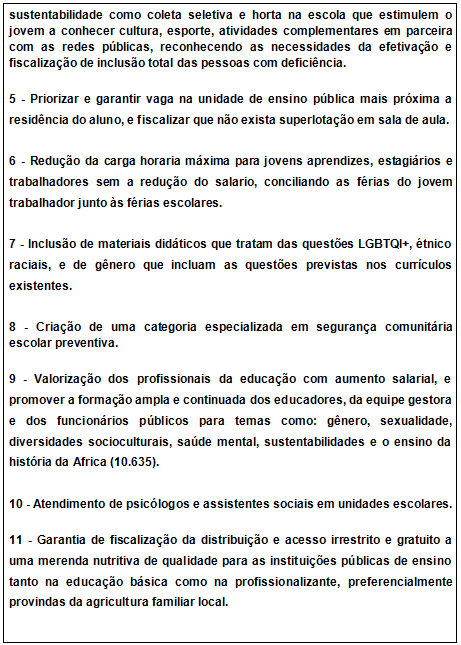 sustentabilidade como coleta seletiva e horta na escola que estimulem o
jovem a conhecer cultura, esporte, atividades complementares em parceira
com as redes públicas, reconhecendo as necessidades da efetivação e
fiscalização de inclusão total das pessoas com deficiência.
5 - Priorizar e garantir vaga na unidade de ensino pública mais próxima a
residência do aluno, e fiscalizar que não exista superlotação em sala de aula.
6 - Redução da carga horaria máxima para jovens aprendizes, estagiários e
trabalhadores sem a redução do salario, conciliando as férias do jovem
trabalhador junto às férias escolares.
7 - Inclusão de materiais didáticos que tratam das questões LGBTQI+, étnico
raciais, e de gênero que incluam as questões previstas nos currículos
existentes.
8 - Criação de uma categoria especializada em segurança comunitária
escolar preventiva.
9 - Valorização dos profissionais da educação com aumento salarial, e
promover a formação ampla e continuada dos educadores, da equipe gestora
e dos funcionários públicos para temas como: gênero, sexualidade,
diversidades socioculturais, saúde mental, sustentabilidades e o ensino da
história da Africa (10.635).
10 - Atendimento de psicólogos e assistentes sociais em unidades escolares.
11 - Garantia de fiscalização da distribuição e acesso irrestrito e gratuito a
uma merenda nutritiva de qualidade para as instituições públicas de ensino
tanto na educação básica como na profissionalizante, preferencialmente
provindas da agricultura familiar local.